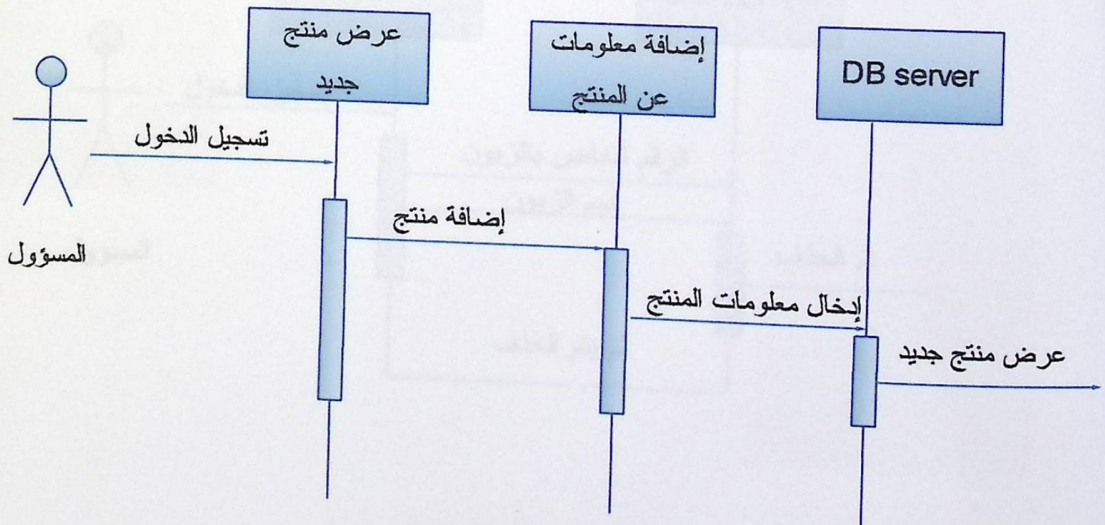 عرض منتج
جديد
إضافة معلومات
عن المنتج
DB server
تسجيل الدخول
إضافة منتج
المسؤول
إدخال معلومات المنتج
عرض منتج جديد